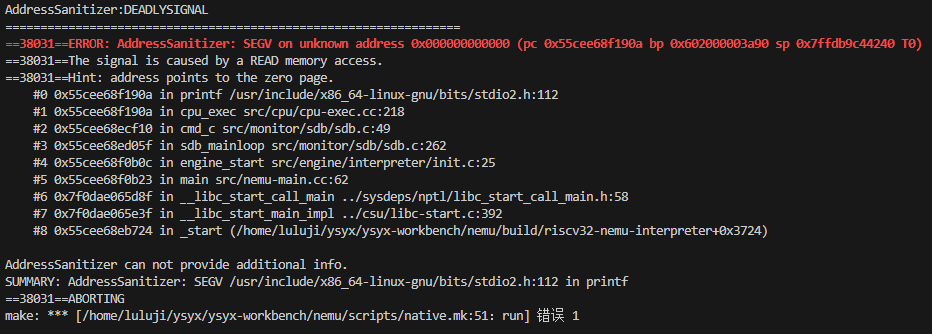 AddressSanitizer:DEADLYSIGNAL
=================================================================
==38031==ERROR: AddressSanitizer: SEGV on unknown address 0x000000000000 (pc 0x55cee68f190a bp 0x602000003a90 sp 0x7ffdb9c44240 T0)
==38031==The signal is caused by a READ memory access.
==38031==Hint: address points to the zero page.
    #0 0x55cee68f190a in printf /usr/include/x86_64-linux-gnu/bits/stdio2.h:112
    #1 0x55cee68f190a in cpu_exec src/cpu/cpu-exec.cc:218
    #2 0x55cee68ecf10 in cmd_c src/monitor/sdb/sdb.c:49
    #3 0x55cee68ed05f in sdb_mainloop src/monitor/sdb/sdb.c:262
    #4 0x55cee68f0b0c in engine_start src/engine/interpreter/init.c:25
    #5 0x55cee68f0b23 in main src/nemu-main.cc:62
    #6 0x7f0dae065d8f in __libc_start_call_main ../sysdeps/nptl/libc_start_call_main.h:58
    #7 0x7f0dae065e3f in __libc_start_main_impl ../csu/libc-start.c:392
    #8 0x55cee68eb724 in _start (/home/luluji/ysyx/ysyx-workbench/nemu/build/riscv32-nemu-interpreter+0x3724)

AddressSanitizer can not provide additional info.
SUMMARY: AddressSanitizer: SEGV /usr/include/x86_64-linux-gnu/bits/stdio2.h:112 in printf
==38031==ABORTING
make: *** [/home/luluji/ysyx/ysyx-workbench/nemu/scripts/native.mk:51：run] 错误 1